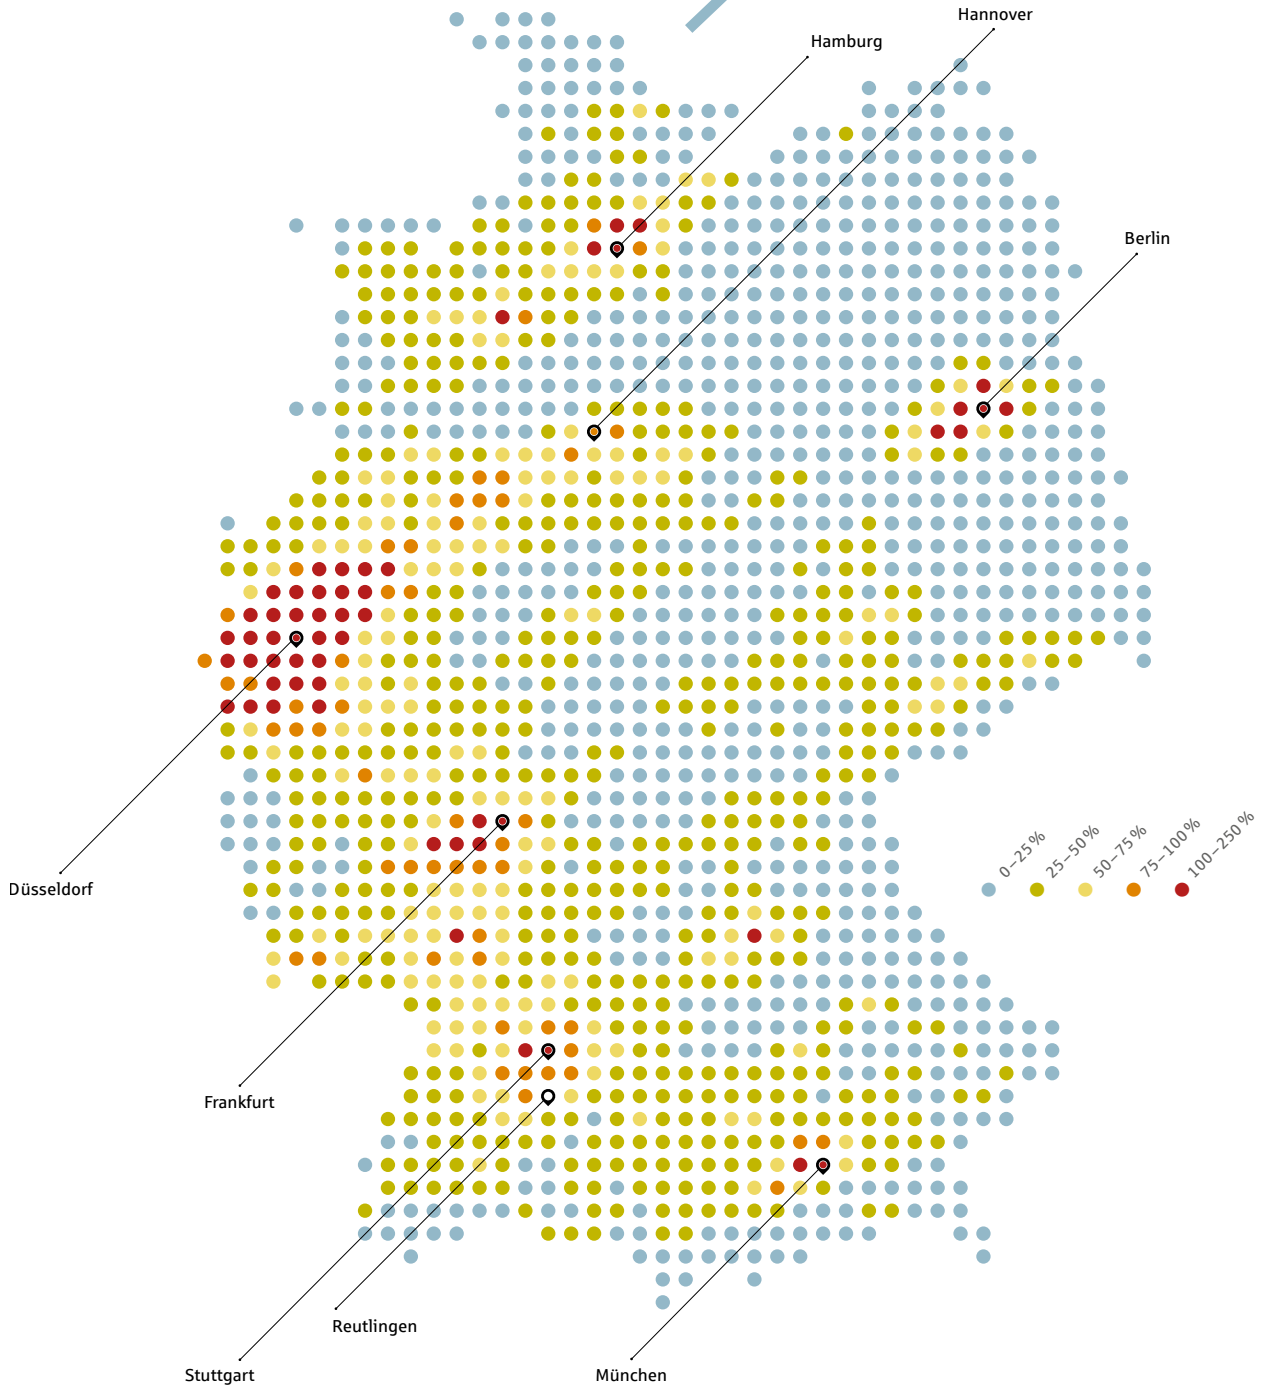 Hannover
Hamburg
Berlin
0–25 %
25–50 %
50–75 %
75–100 %
100–250 %
Düsseldorf
Frankfurt
Reutlingen
Stuttgart
München